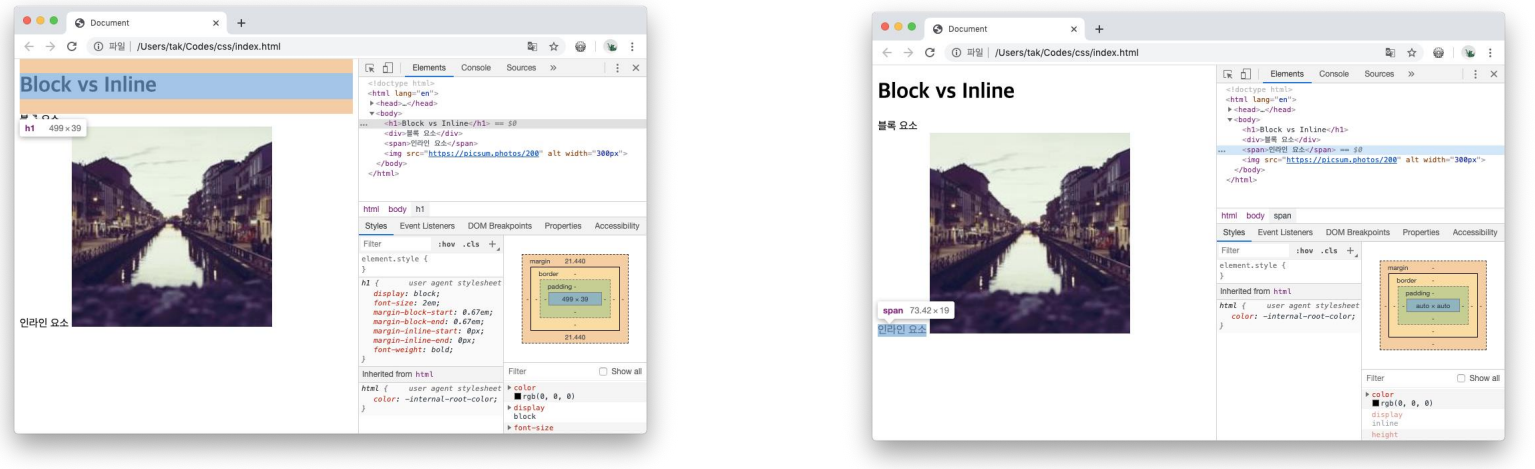 Document × +
파일 | /Users/tak/Codes/css/index.html
Block vs Inline
h1 499 × 39
인라인 요소
Elements Console Sources »
<!doctype html>
<html lang="en">
▶<head>…</head>
▼<body>
... <h1>Block vs Inline</h1> == $0
<div>블록 요소</div>
<span>인라인 요소</span>
<img src="https://picsum.photos/200" alt width="300px">
</body>
</html>
html body h1
Styles Event Listeners DOM Breakpoints Properties Accessibility
Filter :hov .cls +
element.style {
}
h1 { user agent stylesheet
display: block;
font-size: 2em;
margin-block-start: 0.67em;
margin-block-end: 0.67em;
margin-inline-start: 0px;
margin-inline-end: 0px;
font-weight: bold;
}
Inherited from html
html { user agent stylesheet
color: -internal-root-color;
}
margin 21.440
border -
padding -
- - - 499 × 39 - - -
-
-
21.440
Filter Show all
▶ color
rgb(0, 0, 0)
▶ display
block
▶ font-size
Document × +
파일 | /Users/tak/Codes/css/index.html
Block vs Inline
블록 요소
span 73.42 × 19
인라인 요소
Elements Console Sources »
<!doctype html>
<html lang="en">
▶<head>…</head>
▼<body>
<h1>Block vs Inline</h1>
<div>블록 요소</div>
... <span>인라인 요소</span> == $0
<img src="https://picsum.photos/200" alt width="300px">
</body>
</html>
html body span
Styles Event Listeners DOM Breakpoints Properties Accessibility
Filter :hov .cls +
element.style {
}
Inherited from html
html { user agent stylesheet
color: -internal-root-color;
}
margin -
border -
padding -
- - - auto × auto - - -
-
-
-
Filter Show all
▶ color
rgb(0, 0, 0)
display
inline
height